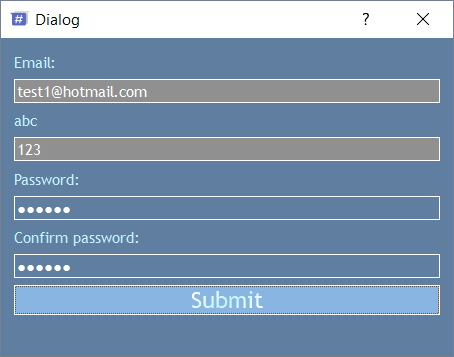 # Dialog ?
Email:
test1@hotmail.com
abc
123
Password:
●●●●●●
Confirm password:
●●●●●●
Submit